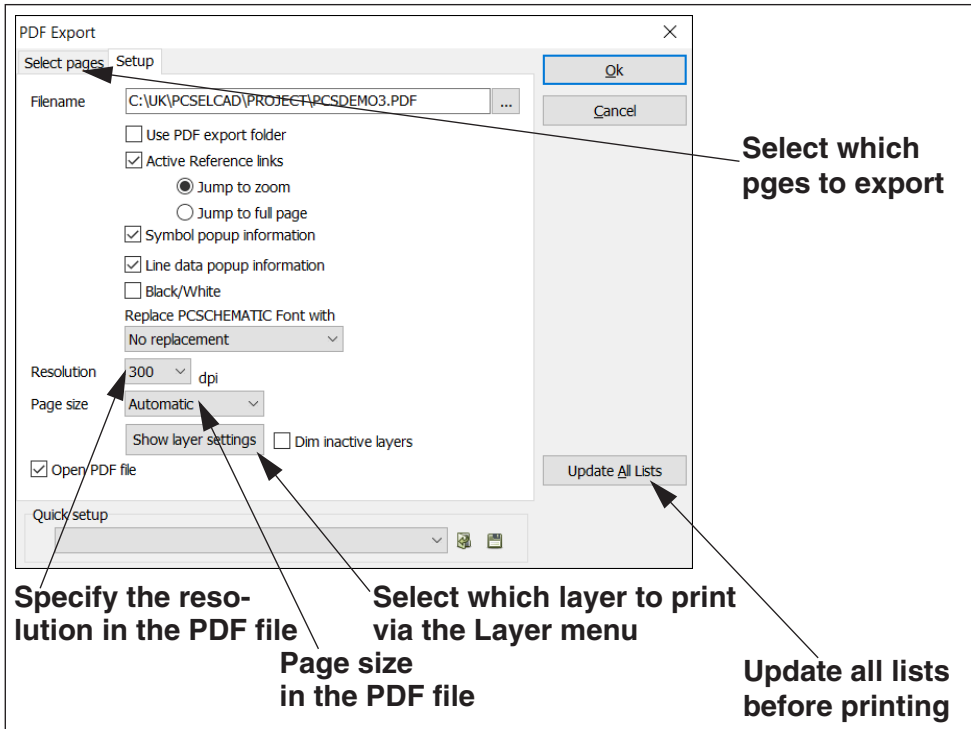 PDF Export
Select pages Setup
Ok
Filename C:\UK\PCSELCAD\PROJECT\PCSDEMO3.PDF ...
Cancel
Use PDF export folder
Active Reference links
Select which
pges to export
Jump to zoom
Jump to full page
Symbol popup information
Line data popup information
Black/White
Replace PCSCHEMATIC Font with
No replacement
Resolution 300 dpi
Page size Automatic
Show layer settings Dim inactive layers
Open PDF file
Update All Lists
Quick setup
Specify the reso-
lution in the PDF file
Select which layer to print
via the Layer menu
Page size
in the PDF file
Update all lists
before printing